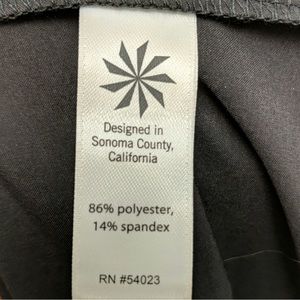 Designed in
Sonoma County,
California
86% polyester,
14% spandex
RN #54023